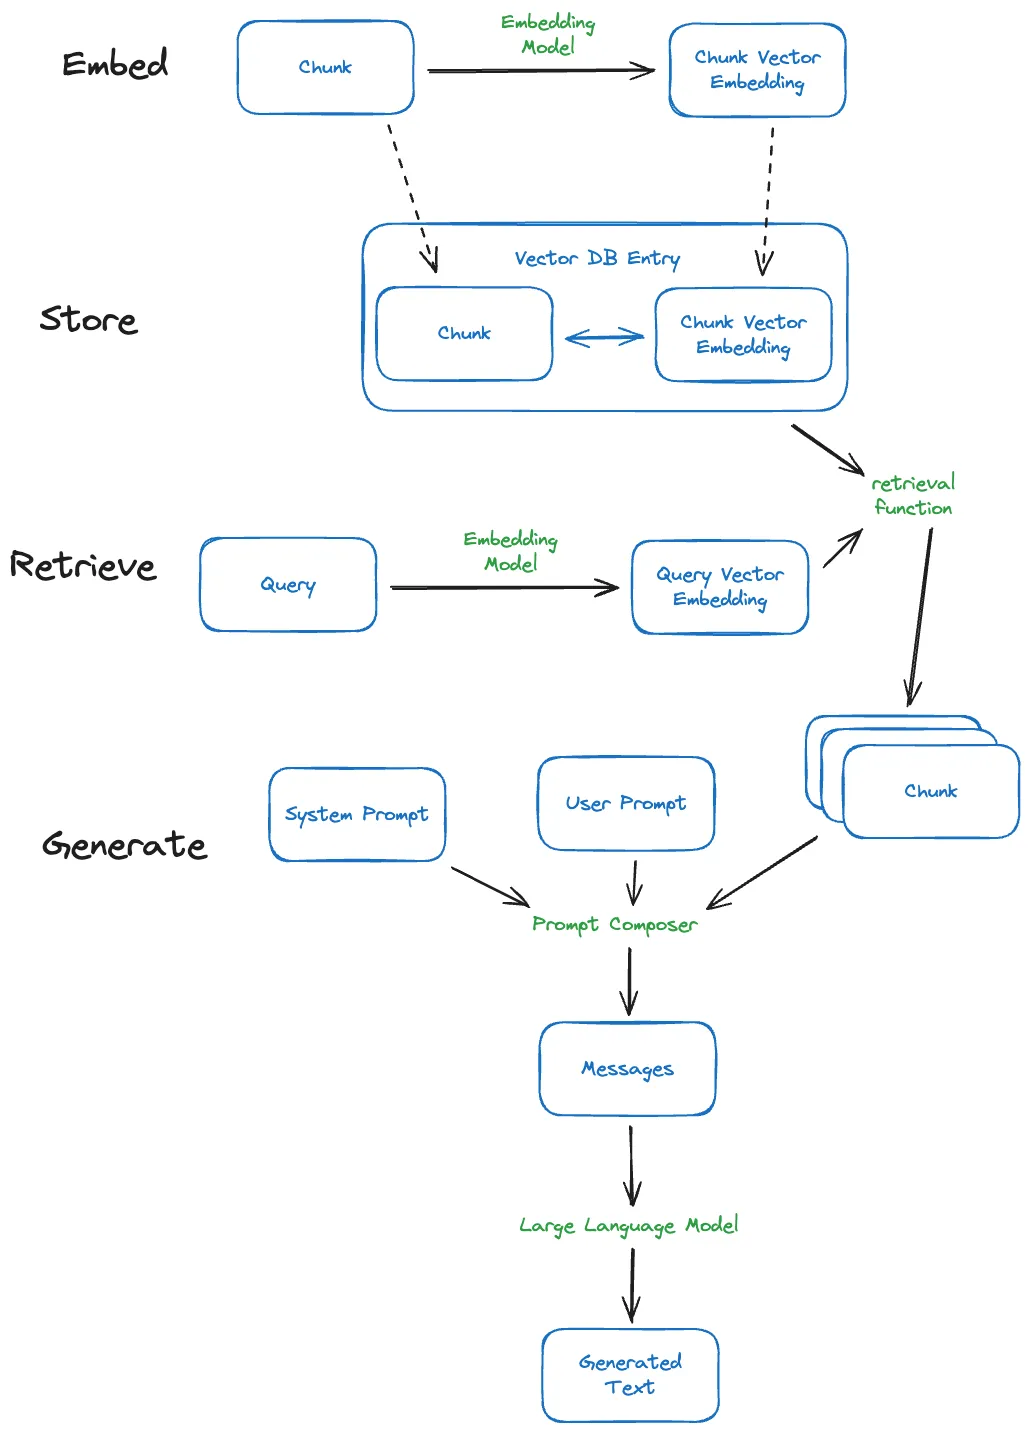 Embed
Chunk
Embedding
Model
Chunk Vector
Embedding
Store
Vector DB Entry
Chunk
Chunk Vector
Embedding
retrieval
function
Retrieve
Query
Embedding
Model
Query Vector
Embedding
Generate
System Prompt
User Prompt
Chunk
Prompt Composer
Messages
Large Language Model
Generated
Text